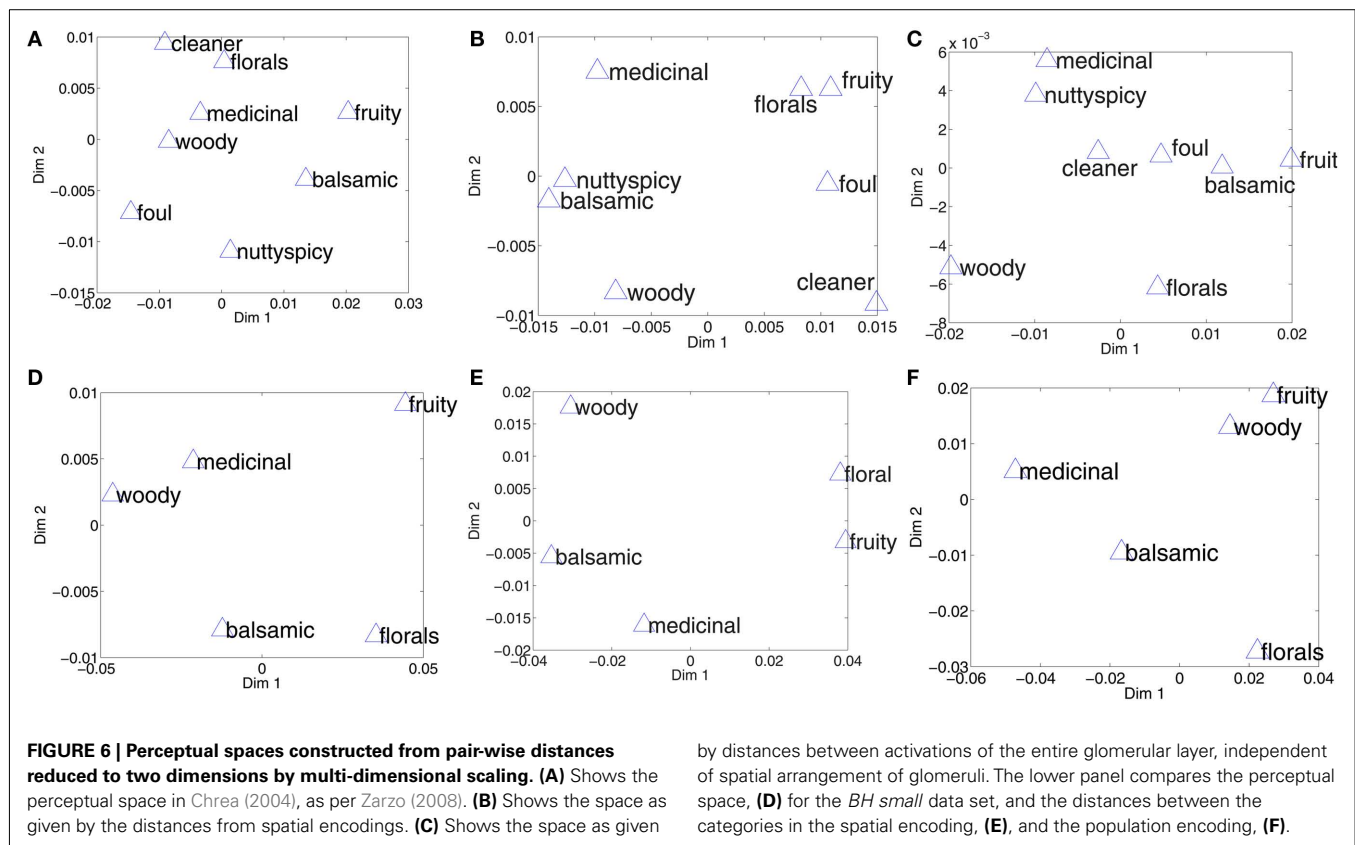 A
0.01
0.005
0
−0.005
−0.01
−0.015
−0.02
−0.01
0
0.01
0.02
0.03
Dim 2
Dim 1
cleaner
florals
medicinal
fruity
woody
balsamic
foul
nuttyspicy
B
0.01
0.005
0
−0.005
−0.01
−0.015
−0.01
−0.005
0
0.005
0.01
0.015
Dim 2
Dim 1
medicinal
fruity
florals
nuttyspicy
foul
balsamic
cleaner
woody
C
6 x 10⁻³
4
2
0
−2
−4
−6
−8
−0.02
−0.01
0
0.01
0.02
Dim 2
Dim 1
medicinal
nuttyspicy
foul
fruit
cleaner
balsamic
woody
florals
D
0.01
0.005
0
−0.005
−0.01
−0.05
0
0.05
Dim 2
Dim 1
fruity
medicinal
woody
balsamic
florals
E
0.02
0.015
0.01
0.005
0
−0.005
−0.01
−0.015
−0.02
−0.04
−0.02
0
0.02
0.04
Dim 2
Dim 1
woody
floral
fruity
balsamic
medicinal
F
0.02
0.01
0
−0.01
−0.02
−0.03
−0.06
−0.04
−0.02
0
0.02
0.04
Dim 2
Dim 1
fruity
woody
medicinal
balsamic
florals
FIGURE 6 | Perceptual spaces constructed from pair-wise distances
reduced to two dimensions by multi-dimensional scaling. (A) Shows the
perceptual space in Chrea (2004), as per Zarzo (2008). (B) Shows the space as
given by the distances from spatial encodings. (C) Shows the space as given
by distances between activations of the entire glomerular layer, independent
of spatial arrangement of glomeruli. The lower panel compares the perceptual
space, (D) for the BH small data set, and the distances between the
categories in the spatial encoding, (E), and the population encoding, (F).